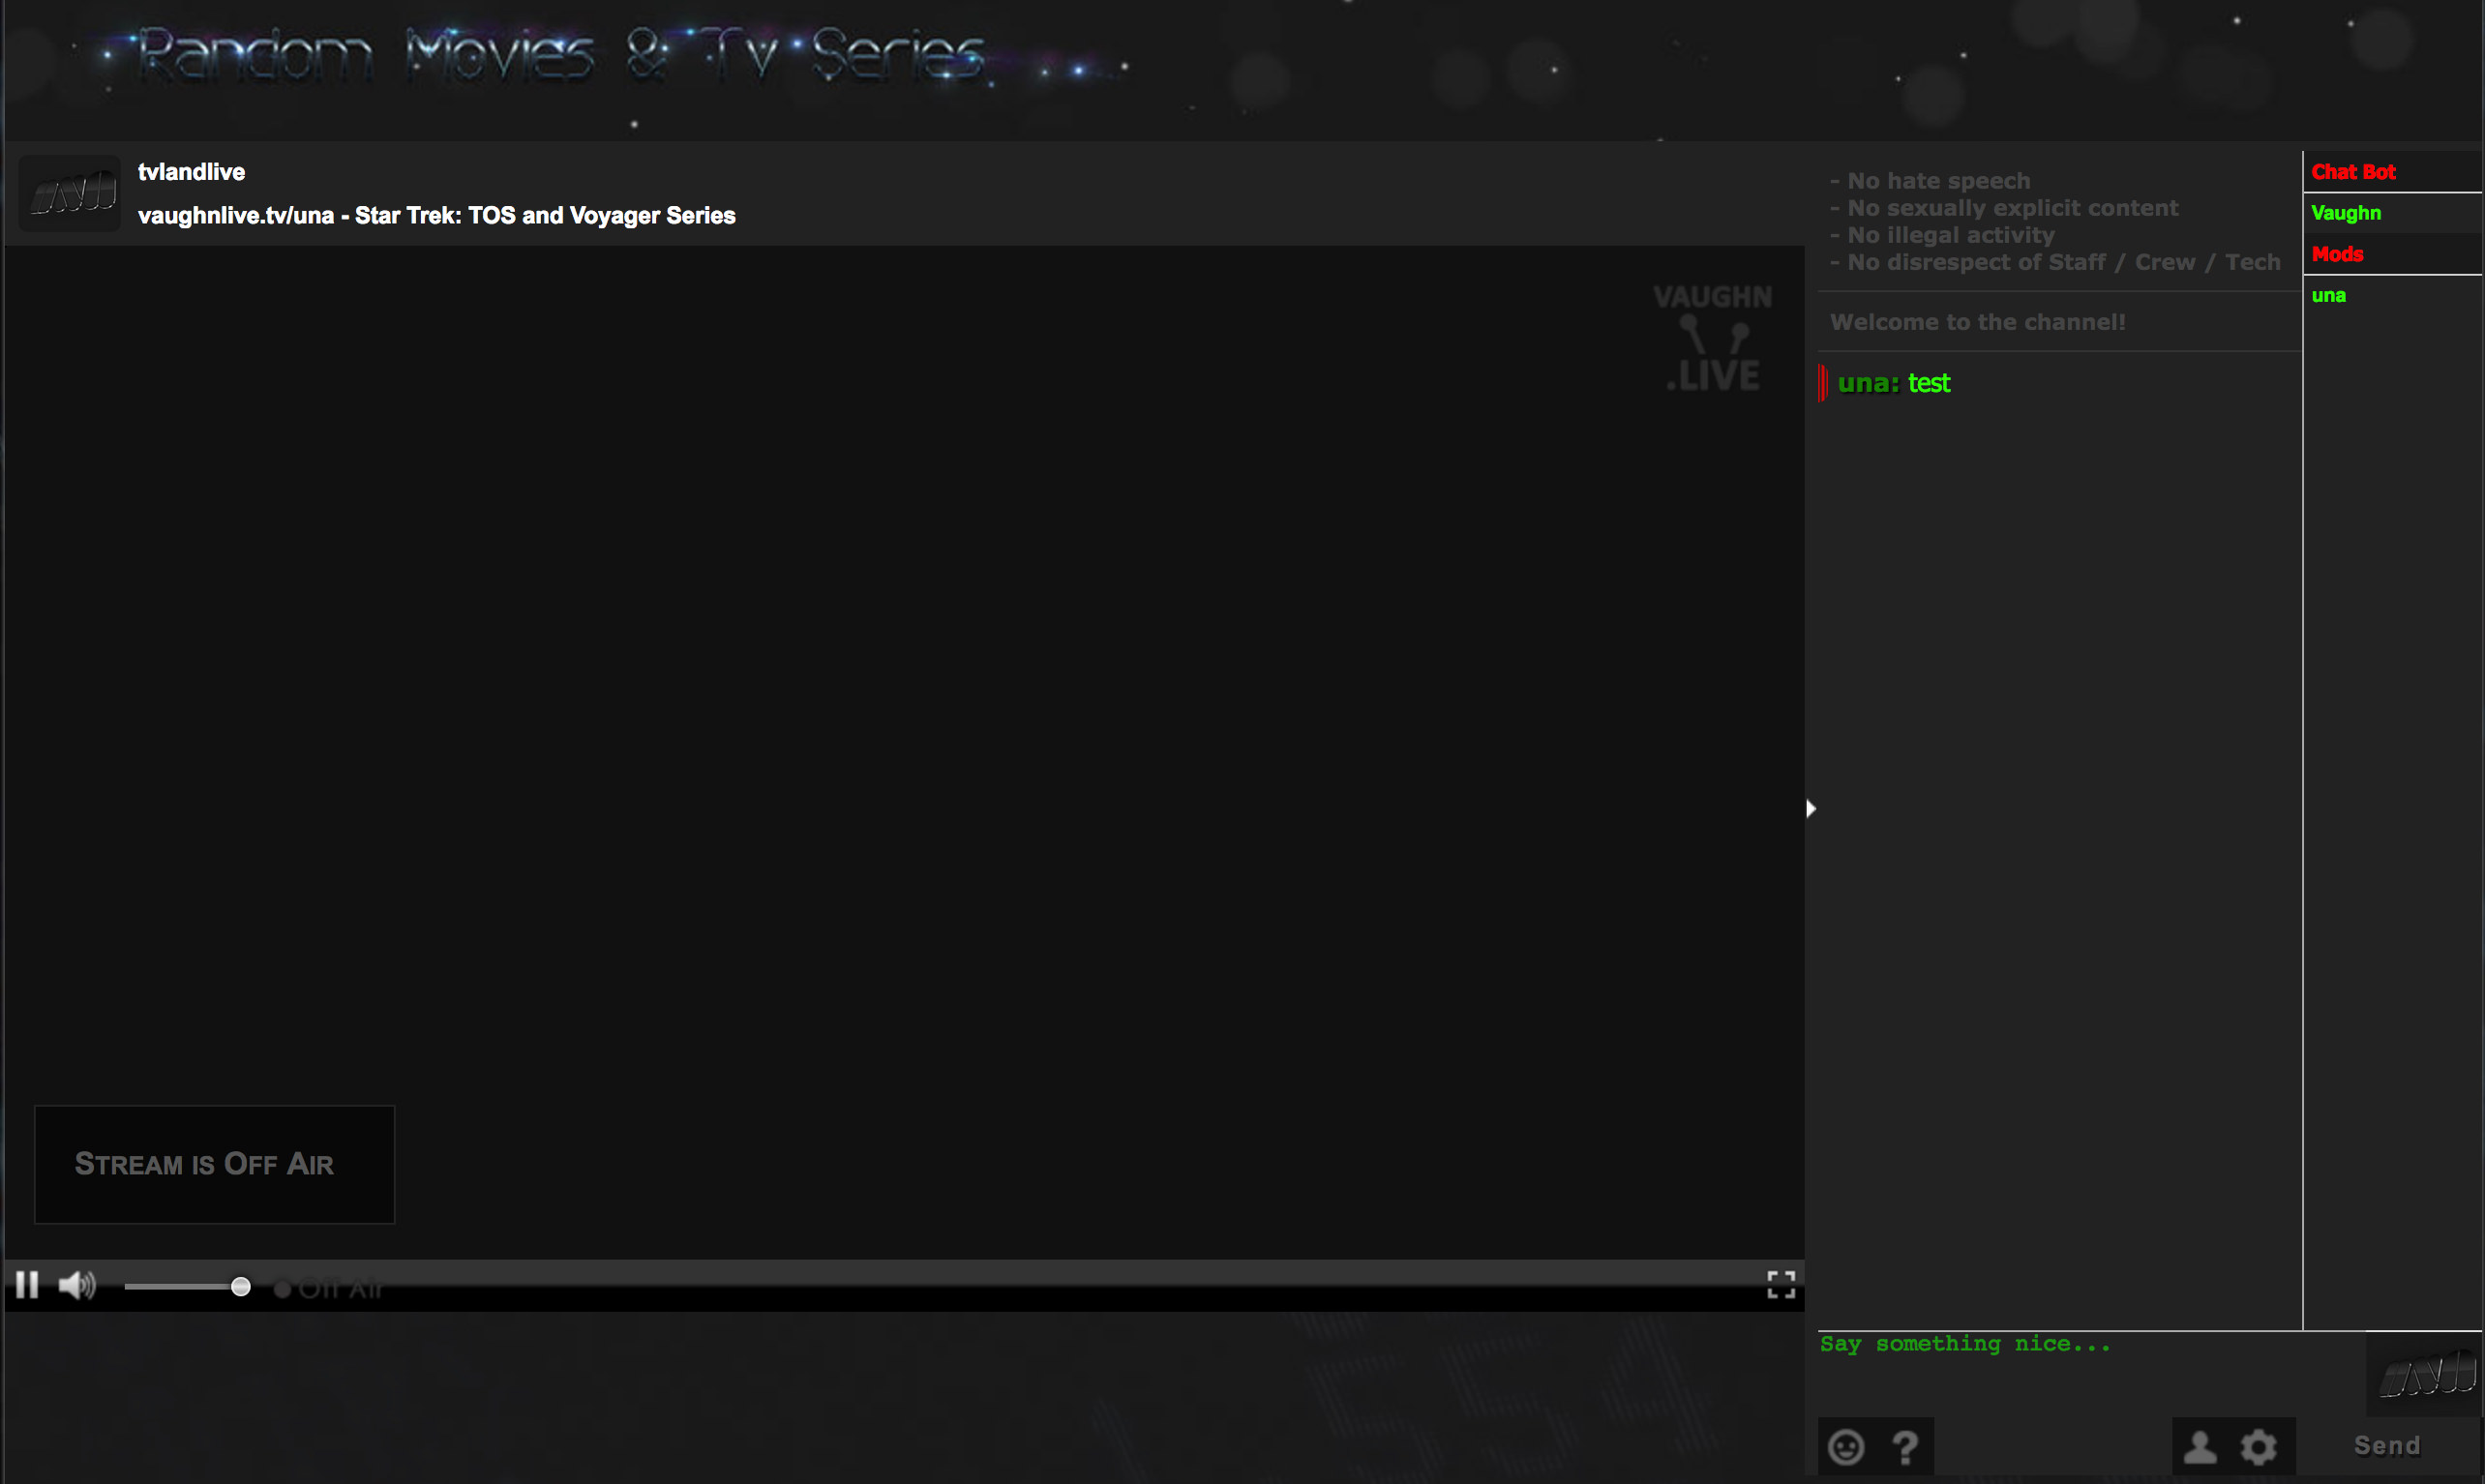 Random Movies & Tv Series
tvlandlive
vaughnlive.tv/una - Star Trek: TOS and Voyager Series
VAUGHN
.LIVE
STREAM IS OFF AIR
Off Air
- No hate speech
- No sexually explicit content
- No illegal activity
- No disrespect of Staff / Crew / Tech
Welcome to the channel!
una: test
Chat Bot
Vaughn
Mods
una
Say something nice...
?
Send